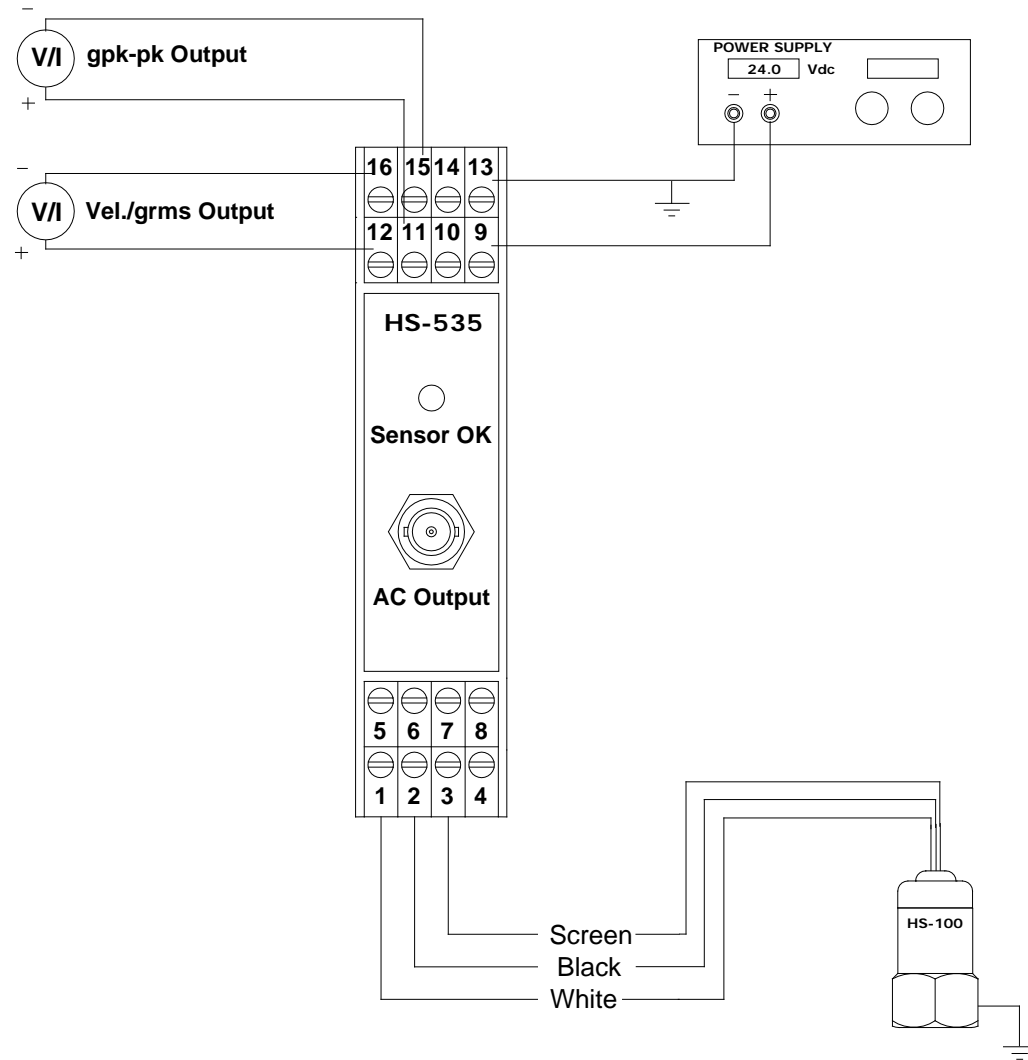 −
V/I gpk-pk Output
+
POWER SUPPLY
24.0 Vdc
− +
−
V/I Vel./grms Output
+
16 15 14 13
12 11 10 9
HS-535
Sensor OK
AC Output
5 6 7 8
1 2 3 4
HS-100
Screen
Black
White